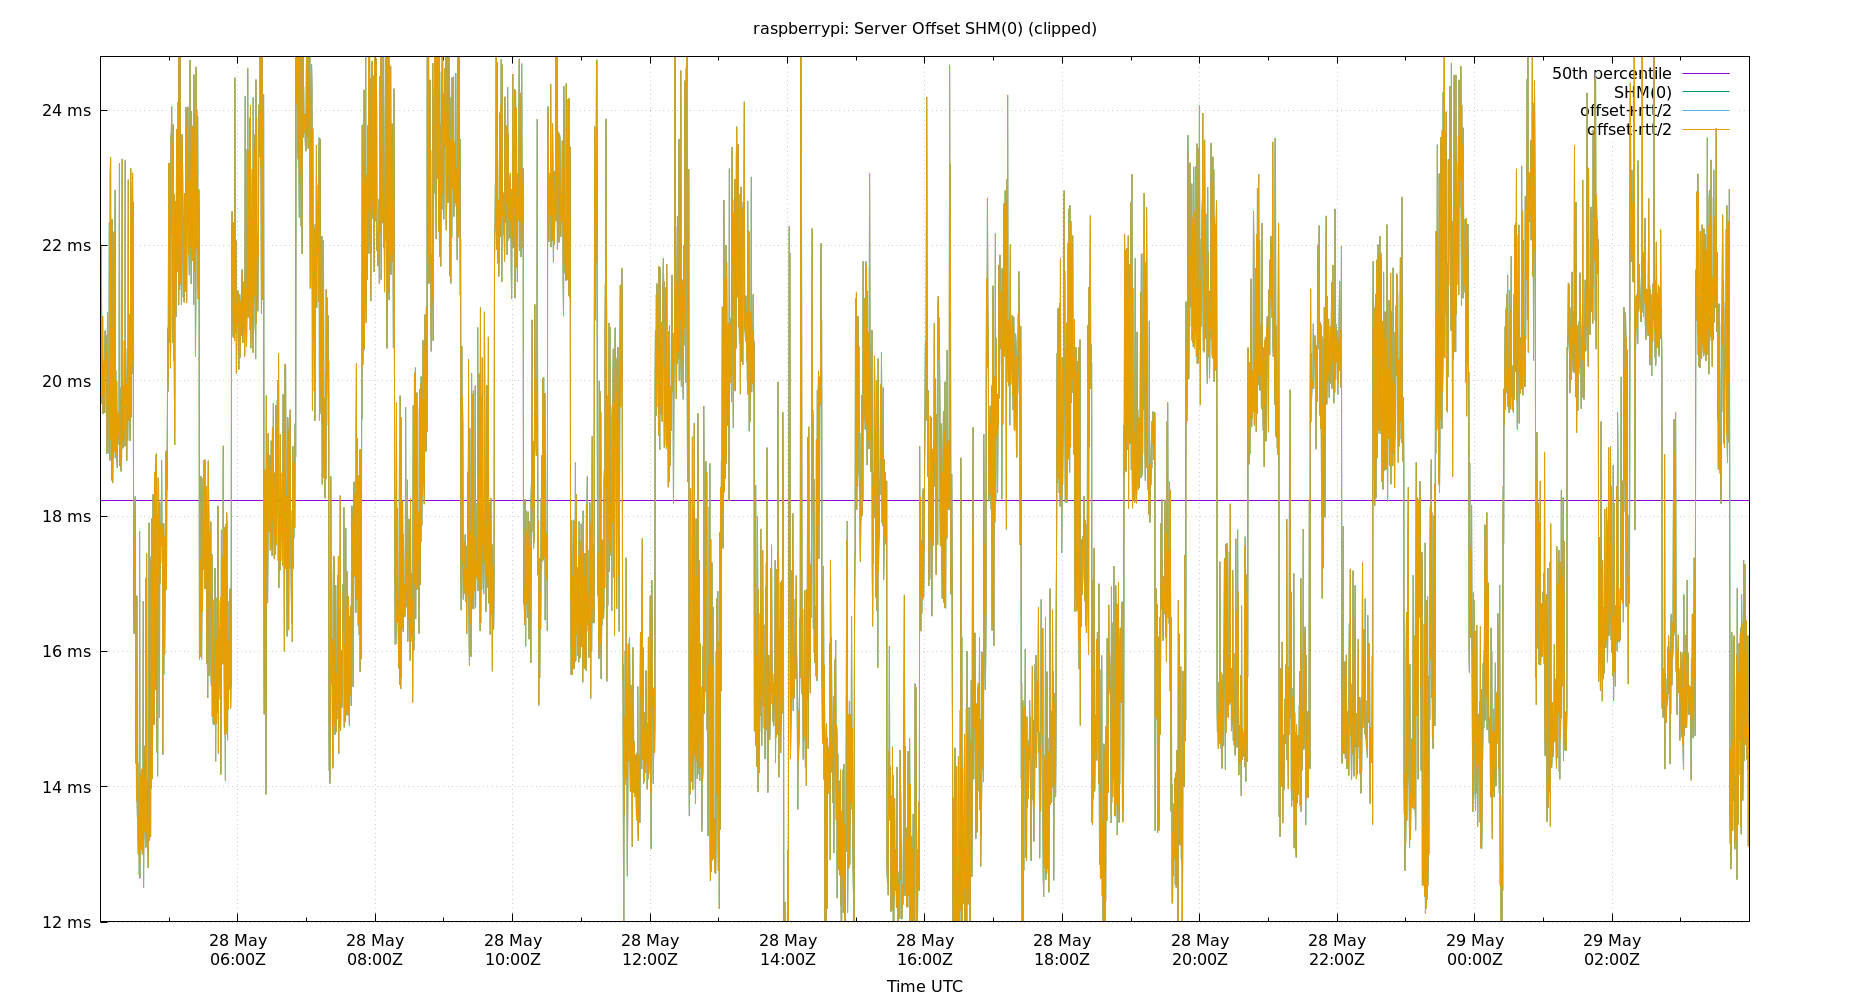 raspberrypi: Server Offset SHM(0) (clipped)
50th percentile
SHM(0)
offset+rtt/2
offset-rtt/2
24 ms
22 ms
20 ms
18 ms
16 ms
14 ms
12 ms
28 May 28 May 28 May 28 May 28 May 28 May 28 May 28 May 28 May 29 May 29 May
06:00Z 08:00Z 10:00Z 12:00Z 14:00Z 16:00Z 18:00Z 20:00Z 22:00Z 00:00Z 02:00Z
Time UTC